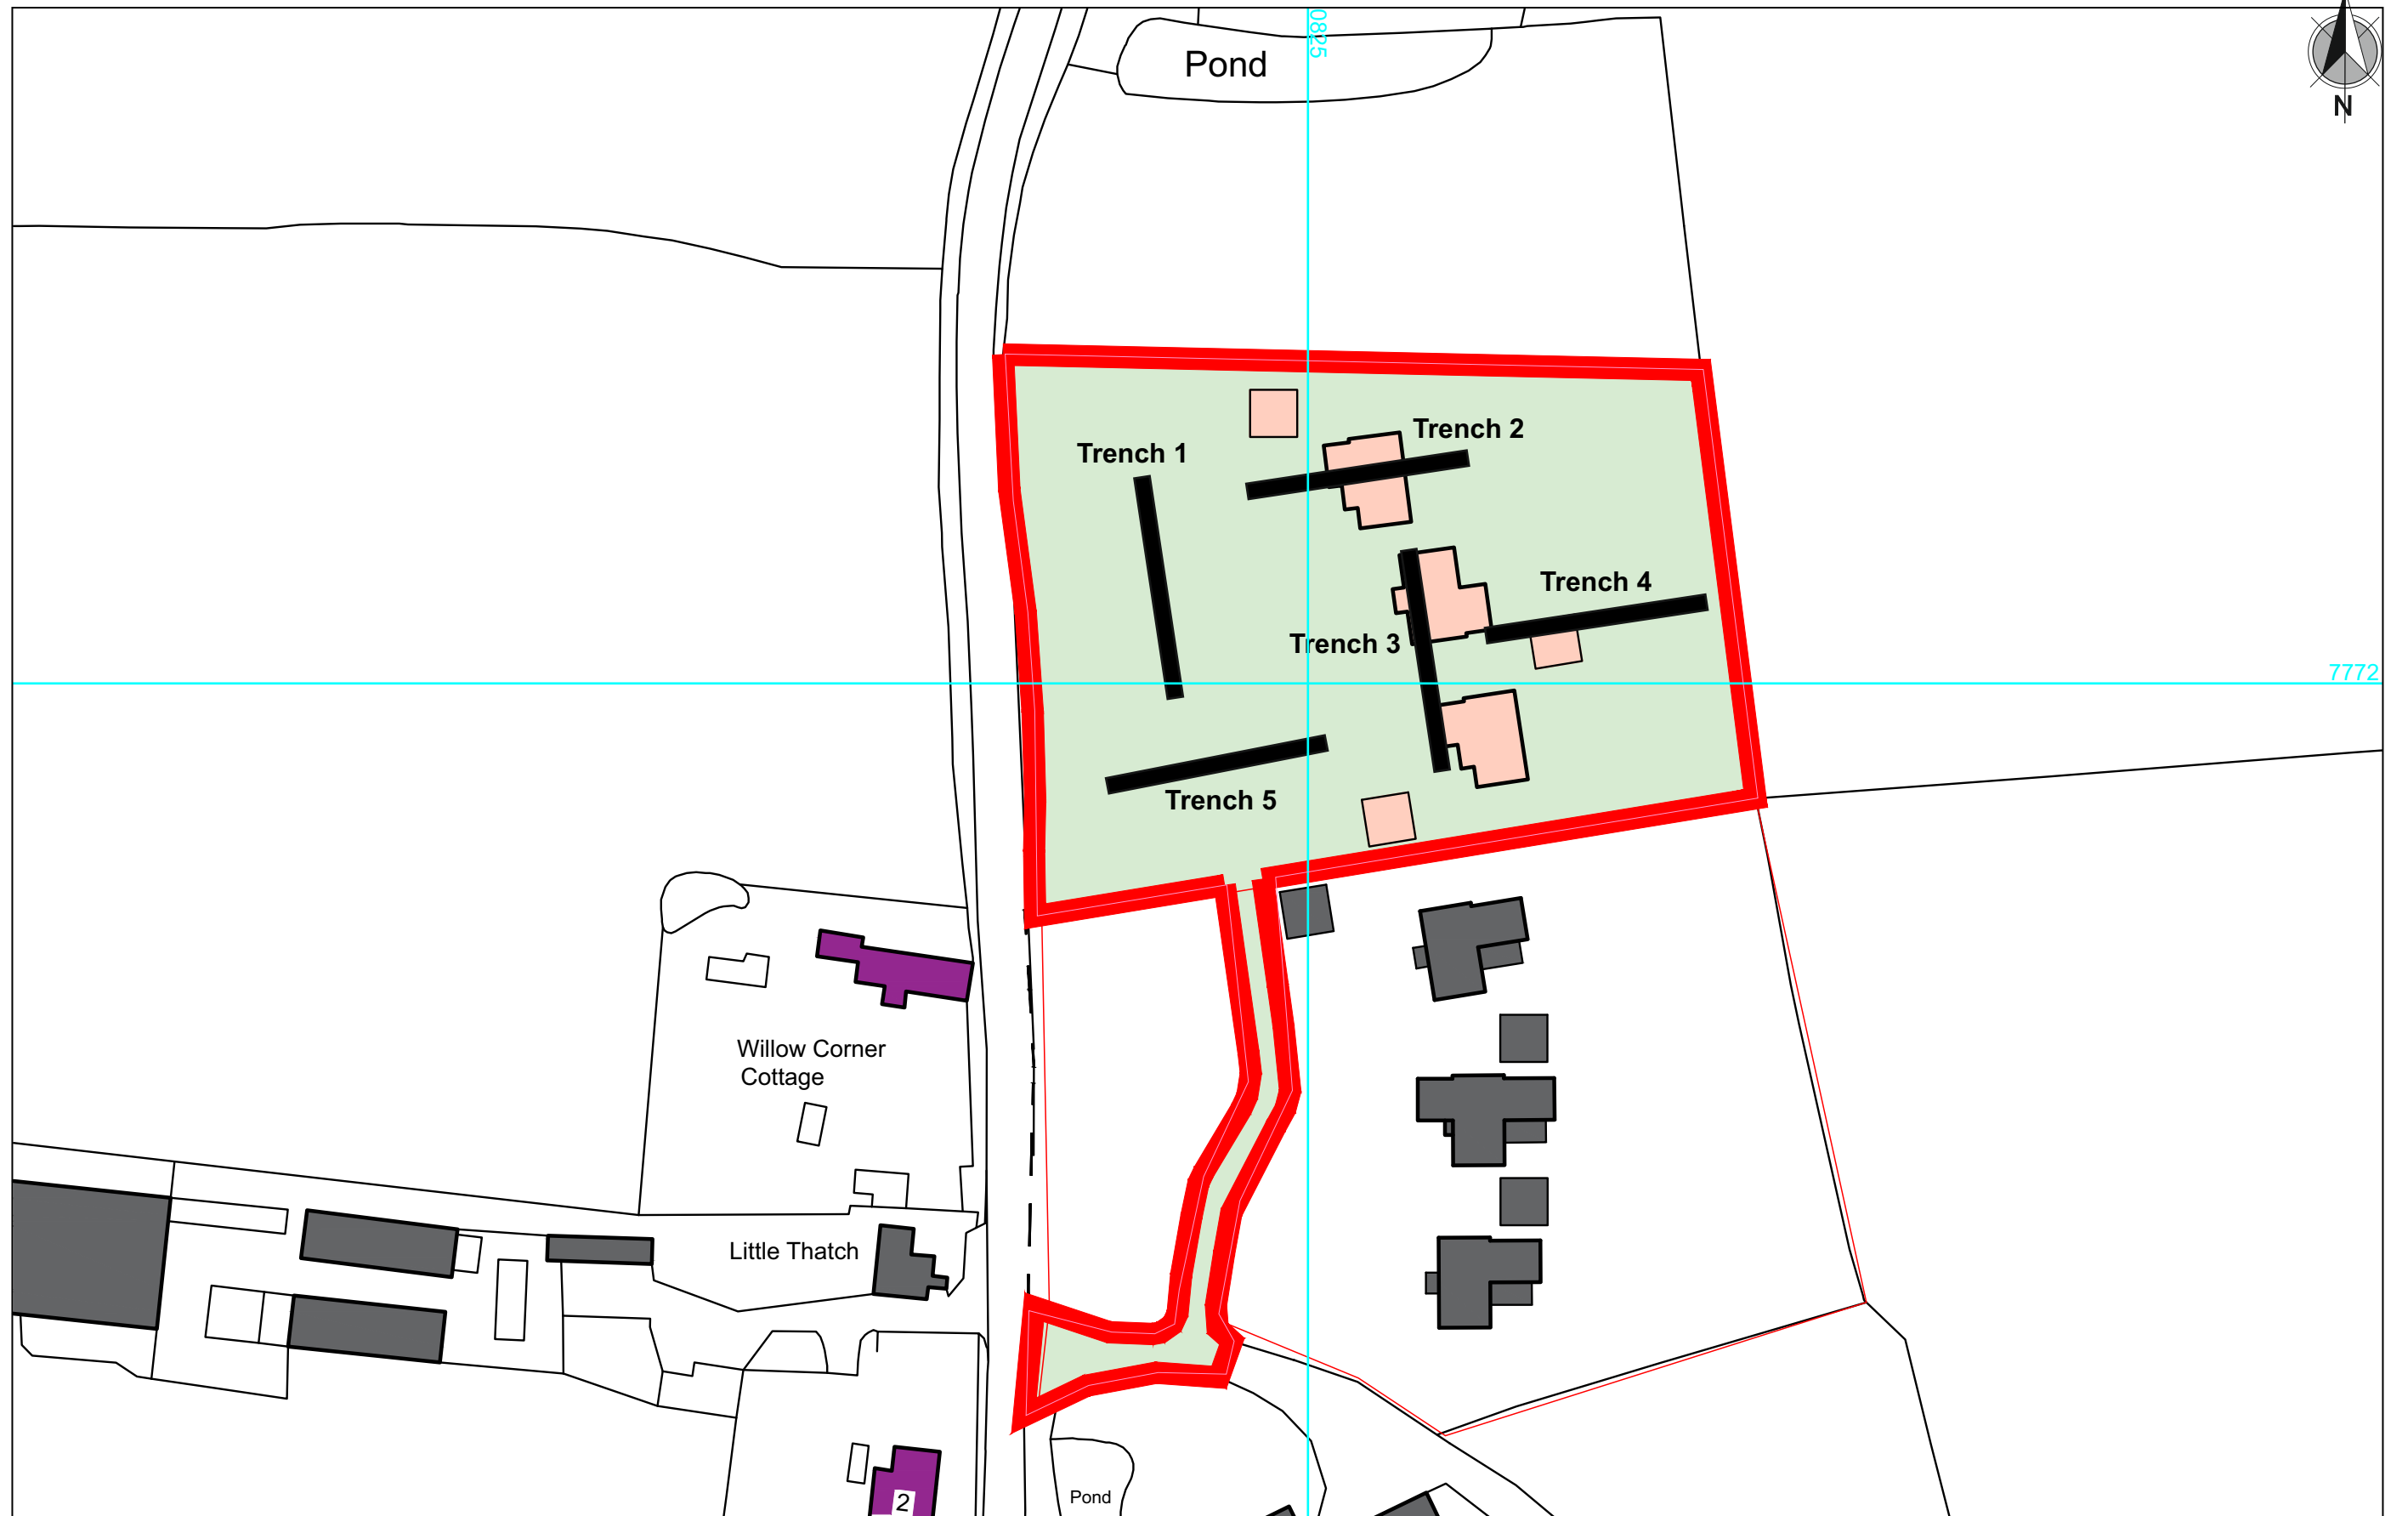 0825
Pond
N
Trench 2
Trench 1
Trench 4
Trench 3
7772
Trench 5
Willow Corner
Cottage
Little Thatch
Pond
2